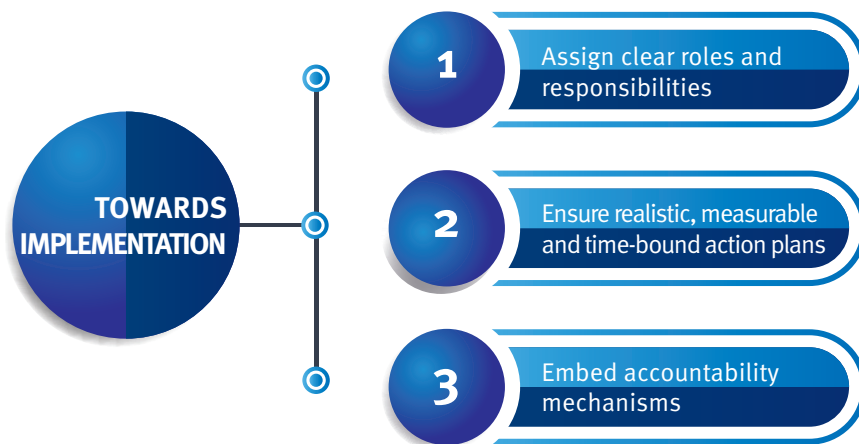 TOWARDS
IMPLEMENTATION
1
Assign clear roles and
responsibilities
2
Ensure realistic, measurable
and time-bound action plans
3
Embed accountability
mechanisms